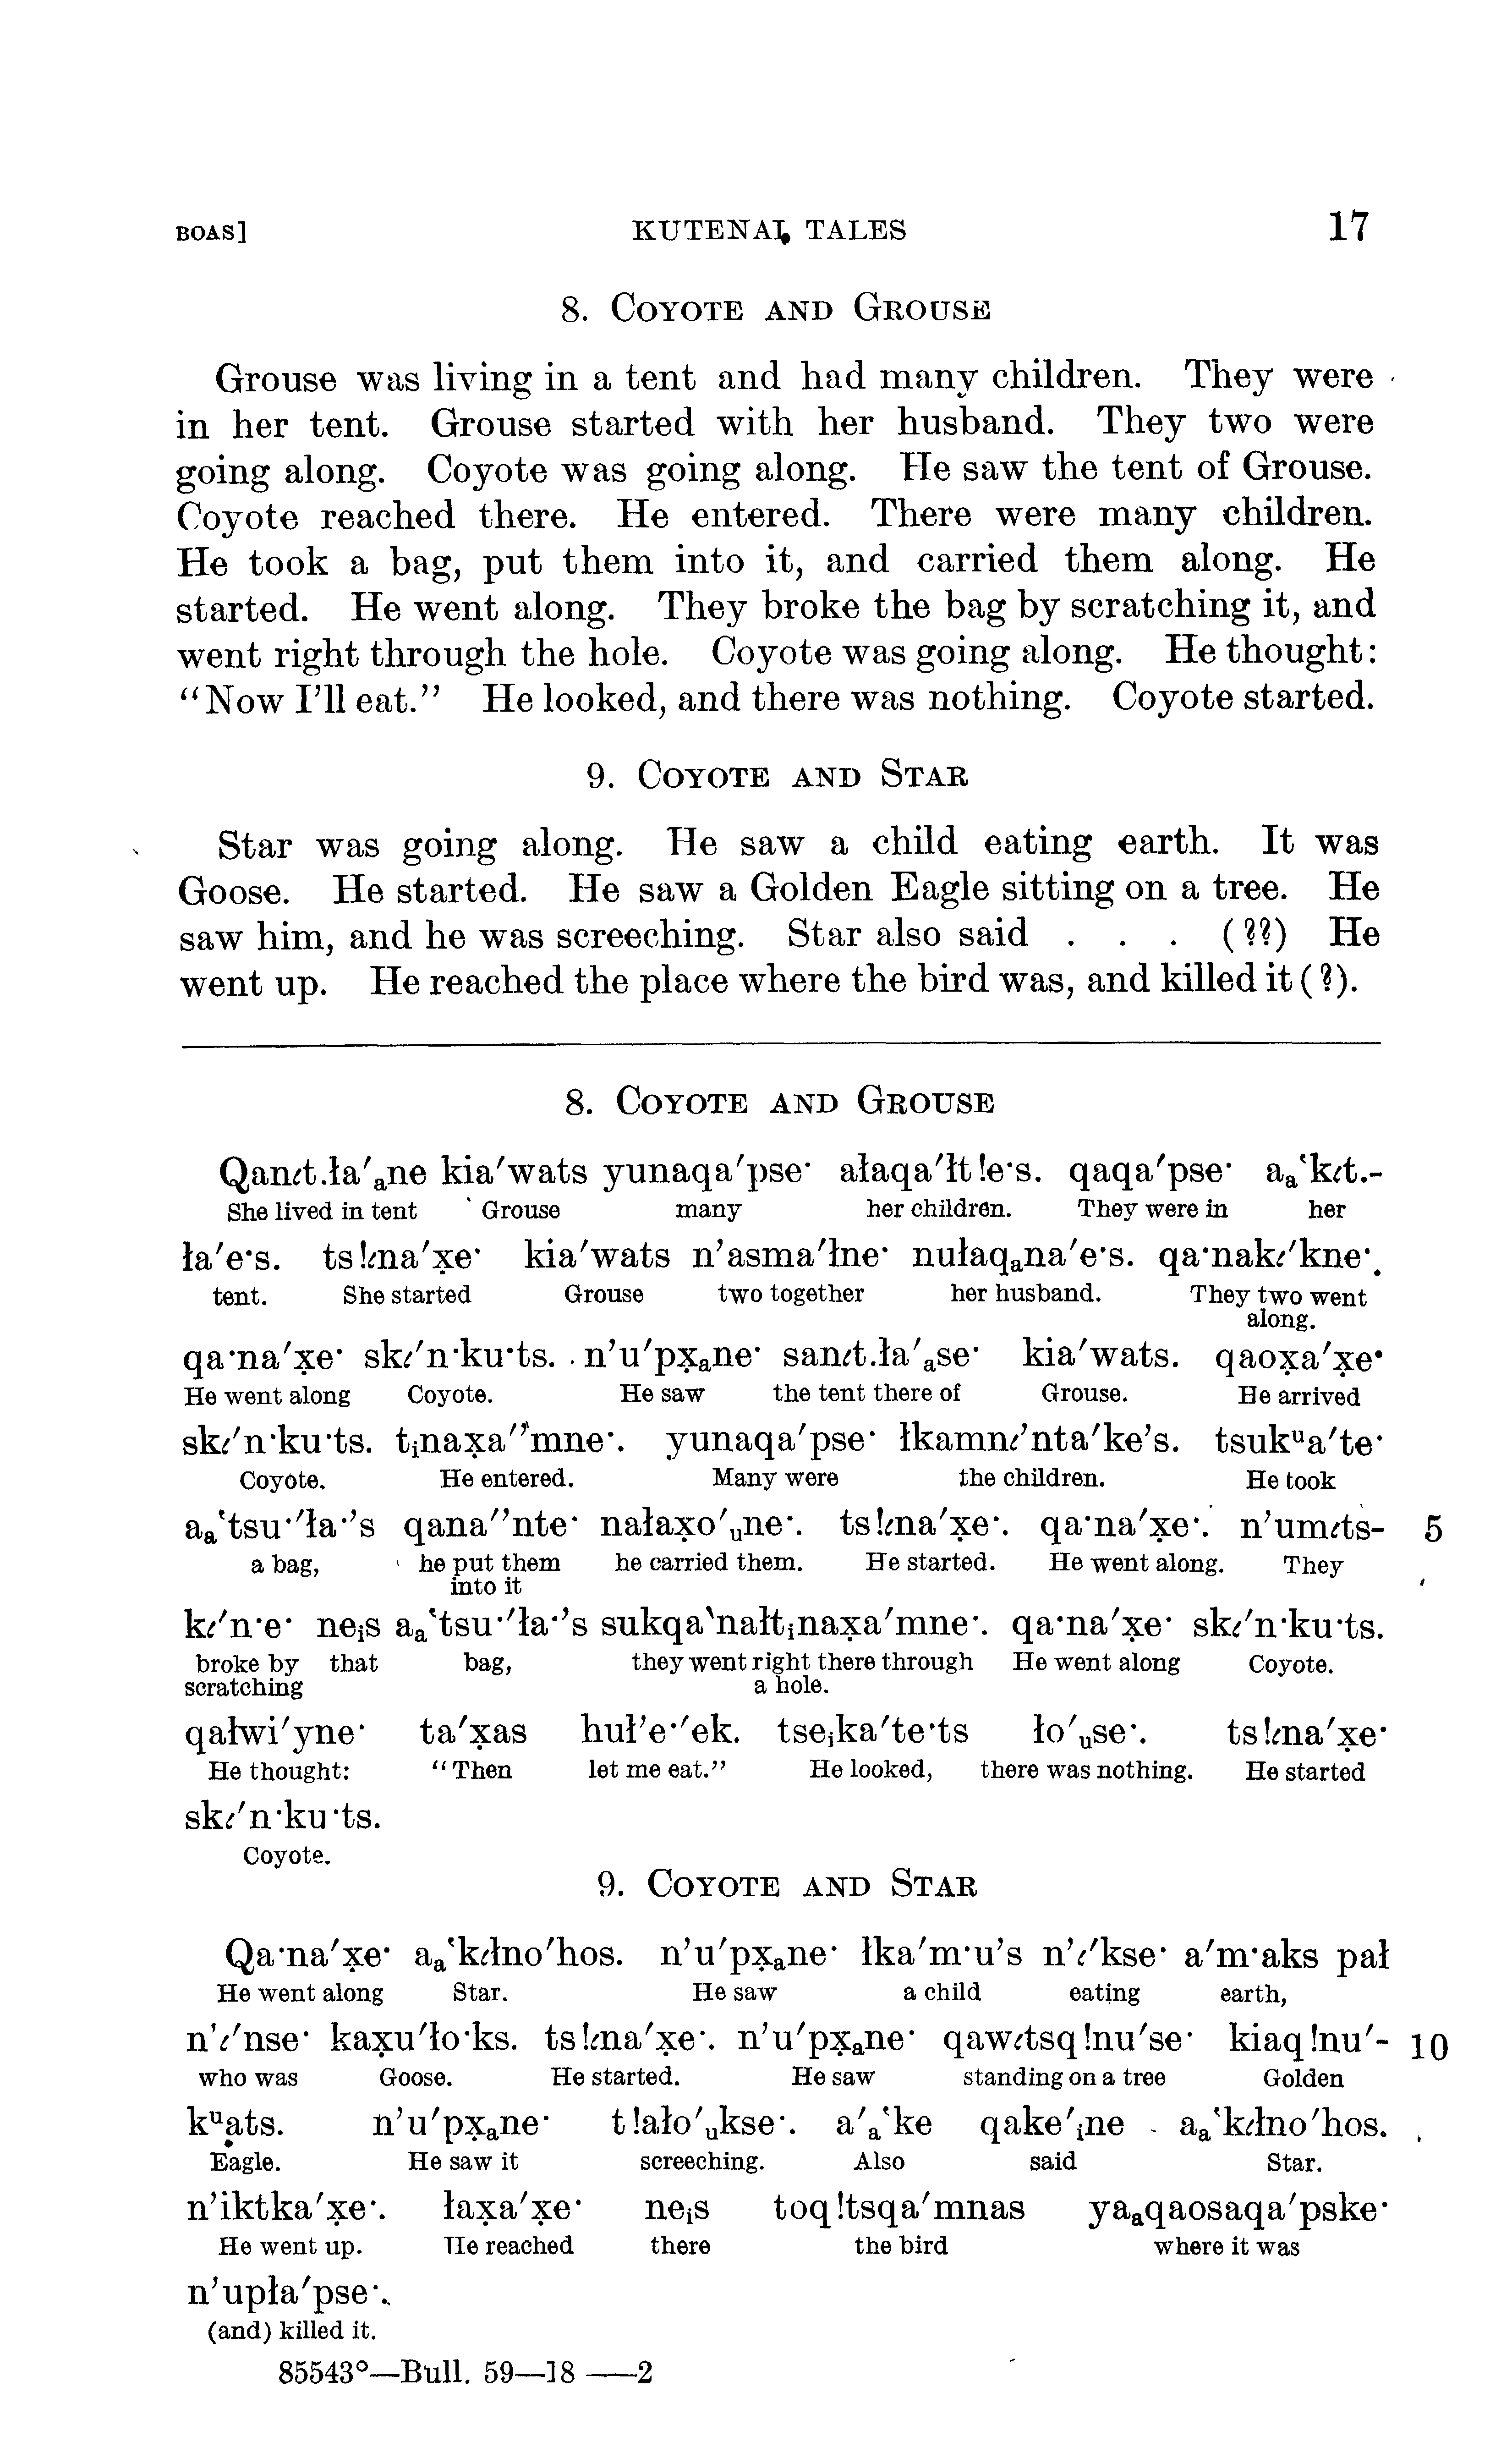 BOAS] KUTENAI TALES 17
8. COYOTE AND GROUSE
Grouse was living in a tent and had many children. They were
in her tent. Grouse started with her husband. They two were
going along. Coyote was going along. He saw the tent of Grouse.
Coyote reached there. He entered. There were many children.
He took a bag, put them into it, and carried them along. He
started. He went along. They broke the bag by scratching it, and
went right through the hole. Coyote was going along. He thought:
“Now I’ll eat.” He looked, and there was nothing. Coyote started.
9. COYOTE AND STAR
Star was going along. He saw a child eating earth. It was
Goose. He started. He saw a Golden Eagle sitting on a tree. He
saw him, and he was screeching. Star also said . . . (??) He
went up. He reached the place where the bird was, and killed it (?).
8. COYOTE AND GROUSE
Qanɩt.ła′ₐne kia′wats yunaqa′pse· ałaqa′łt!e·s. qaqa′pse· aₐ‛kɩt.-
She lived in tent Grouse many her children. They were in her
ła′e·s. ts!ɩna′x̣e· kia′wats n’asma′łne· nułaqₐna′e·s. qa·nakɩ′kne·.
tent. She started Grouse two together her husband. They two went
along.
qa·na′x̣e· skɩ′n·ku·ts. n’u′px̣ₐne· sanɩt.ła′ₐse· kia′wats. qaox̣a′x̣e·
He went along Coyote. He saw the tent there of Grouse. He arrived
skɩ′n·ku·ts. tᵢnax̣a′’mne·. yunaqa′pse· łkamnɩ′’nta′ke’s. tsukᵘa′te·
Coyote. He entered. Many were the children. He took
aₐ‛tsu·′ła·’s qana′’nte· nałax̣o′ᵤne·. ts!ɩna′x̣e·. qa·na′x̣e·. n’umɩts- 5
a bag, he put them he carried them. He started. He went along. They
into it
kɩ′n·e· neᵢs aₐ‛tsu·′ła·’s sukqa‵nałtᵢnax̣a′mne·. qa·na′x̣e· skɩ′n·ku·ts.
broke by that bag, they went right there through He went along Coyote.
scratching a hole.
qałwi′yne· ta′x̣as huł’e·′ek. tseᵢka′te·ts ło′ᵤse·. ts!ɩna′x̣e·
He thought: “Then let me eat.” He looked, there was nothing. He started
skɩ′n·ku·ts.
Coyote.
9. COYOTE AND STAR
Qa·na′x̣e· aₐ‛kɩłno′hos. n’u′px̣ₐne· łka′m·u’s n’ɩ′kse· a′m·aks pał
He went along Star. He saw a child eating earth,
n’ɩ′nse· kax̣u′ło·ks. ts!ɩna′x̣e·. n’u′px̣ₐne· qawɩtsq!nu′se· kiaq!nu′- 10
who was Goose. He started. He saw standing on a tree Golden
kᵘạts. n’u′px̣ₐne· t!ało′ᵤkse·. a′ₐ‛ke qake′ᵢne aₐ‛kɩłno′hos.
Eagle. He saw it screeching. Also said Star.
n’iktka′x̣e·. łax̣a′x̣e· neᵢs toq!tsqa′mnas yaₐqaosaqa′pske·
He went up. He reached there the bird where it was
n’upła′pse·.
(and) killed it.
85543°—Bull. 59—18——2